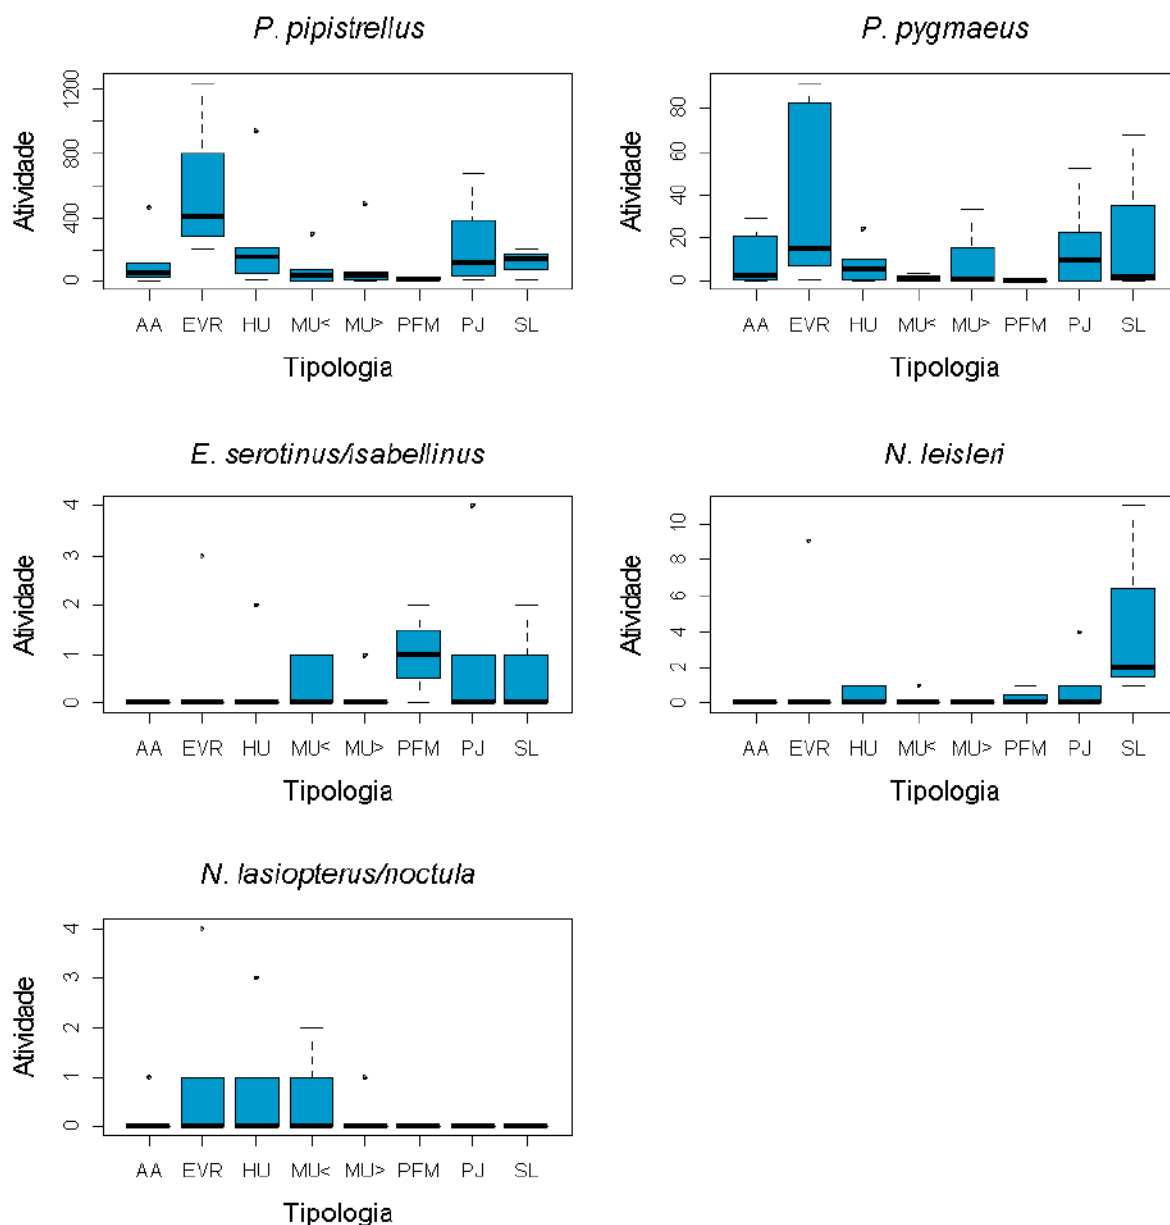 P. pipistrellus
Atividade
0 400 800 1200
AA EVR HU MU< MU> PFM PJ SL
Tipologia
P. pygmaeus
Atividade
0 20 40 60 80
AA EVR HU MU< MU> PFM PJ SL
Tipologia
E. serotinus/isabellinus
Atividade
0 1 2 3 4
AA EVR HU MU< MU> PFM PJ SL
Tipologia
N. leisleri
Atividade
0 2 4 6 8 10
AA EVR HU MU< MU> PFM PJ SL
Tipologia
N. lasiopterus/noctula
Atividade
0 1 2 3 4
AA EVR HU MU< MU> PFM PJ SL
Tipologia